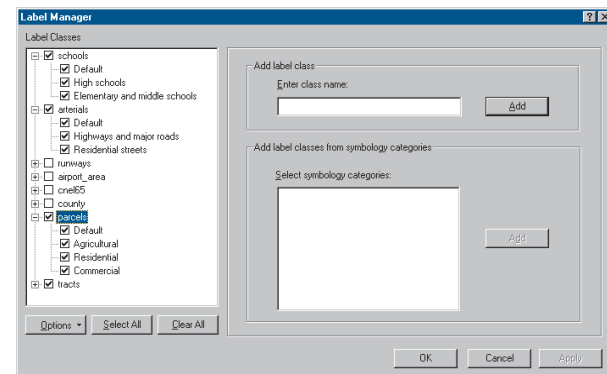 Label Manager
Label Classes
schools
Default
High schools
Elementary and middle schools
arterials
Default
Highways and major roads
Residential streets
runways
airport_area
cnel65
county
parcels
Default
Agricultural
Residential
Commercial
tracts
Options
Select All
Clear All
Add label class
Enter class name:
Add
Add label classes from symbology categories
Select symbology categories:
Add
OK
Cancel
Apply